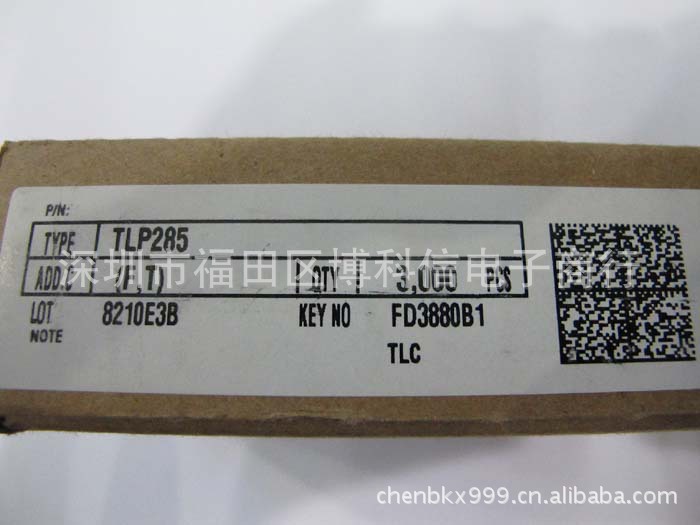 P/N:
TYPE TLP285
深圳市福田区博科信电子商行
ADD.C (F,T) QTY 3,000 PCS
LOT 8210E3B KEY NO FD3880B1
NOTE
TLC
chenbkx999.cn.alibaba.com